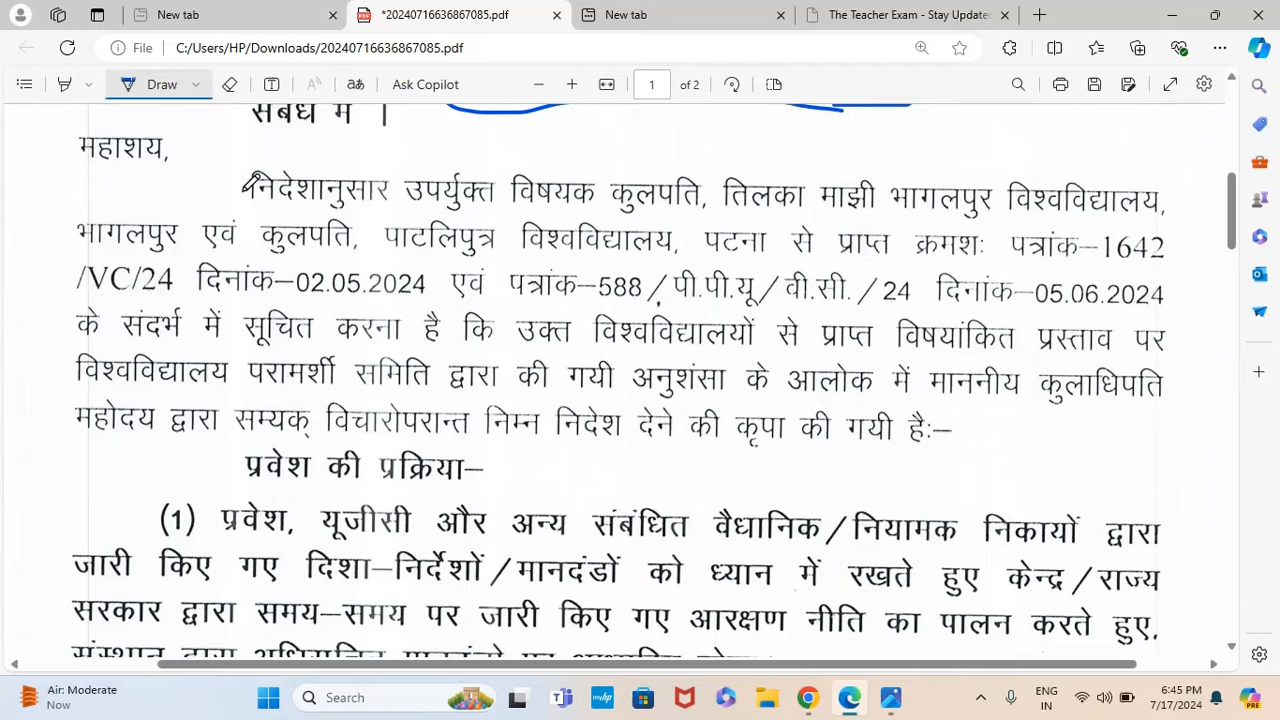 New tab
*20240716636867085.pdf
New tab
The Teacher Exam - Stay Update
File
C:/Users/HP/Downloads/20240716636867085.pdf
Draw
Ask Copilot
1
of 2
संबंध में |
महाशय,
निदेशानुसार उपर्युक्त विषयक कुलपति, तिलका माझी भागलपुर विश्वविद्यालय,
भागलपुर एवं कुलपति, पाटलिपुत्र विश्वविद्यालय, पटना से प्राप्त क्रमशः पत्रांक–1642
/VC/24 दिनांक–02.05.2024 एवं पत्रांक–588/पी.पी.यू/वी.सी./24 दिनांक–05.06.2024
के संदर्भ में सूचित करना है कि उक्त विश्वविद्यालयों से प्राप्त विषयांकित प्रस्ताव पर
विश्वविद्यालय परामर्शी समिति द्वारा की गयी अनुशंसा के आलोक में माननीय कुलाधिपति
महोदय द्वारा सम्यक् विचारोपरान्त निम्न निदेश देने की कृपा की गयी है:–
प्रवेश की प्रक्रिया–
(1) प्रवेश, यूजीसी और अन्य संबंधित वैधानिक/नियामक निकायों द्वारा
जारी किए गए दिशा–निर्देशों/मानदंडों को ध्यान में रखते हुए केन्द्र/राज्य
सरकार द्वारा समय–समय पर जारी किए गए आरक्षण नीति का पालन करते हुए,
Air: Moderate
Now
Search
ENG
IN
6:45 PM
7/17/2024